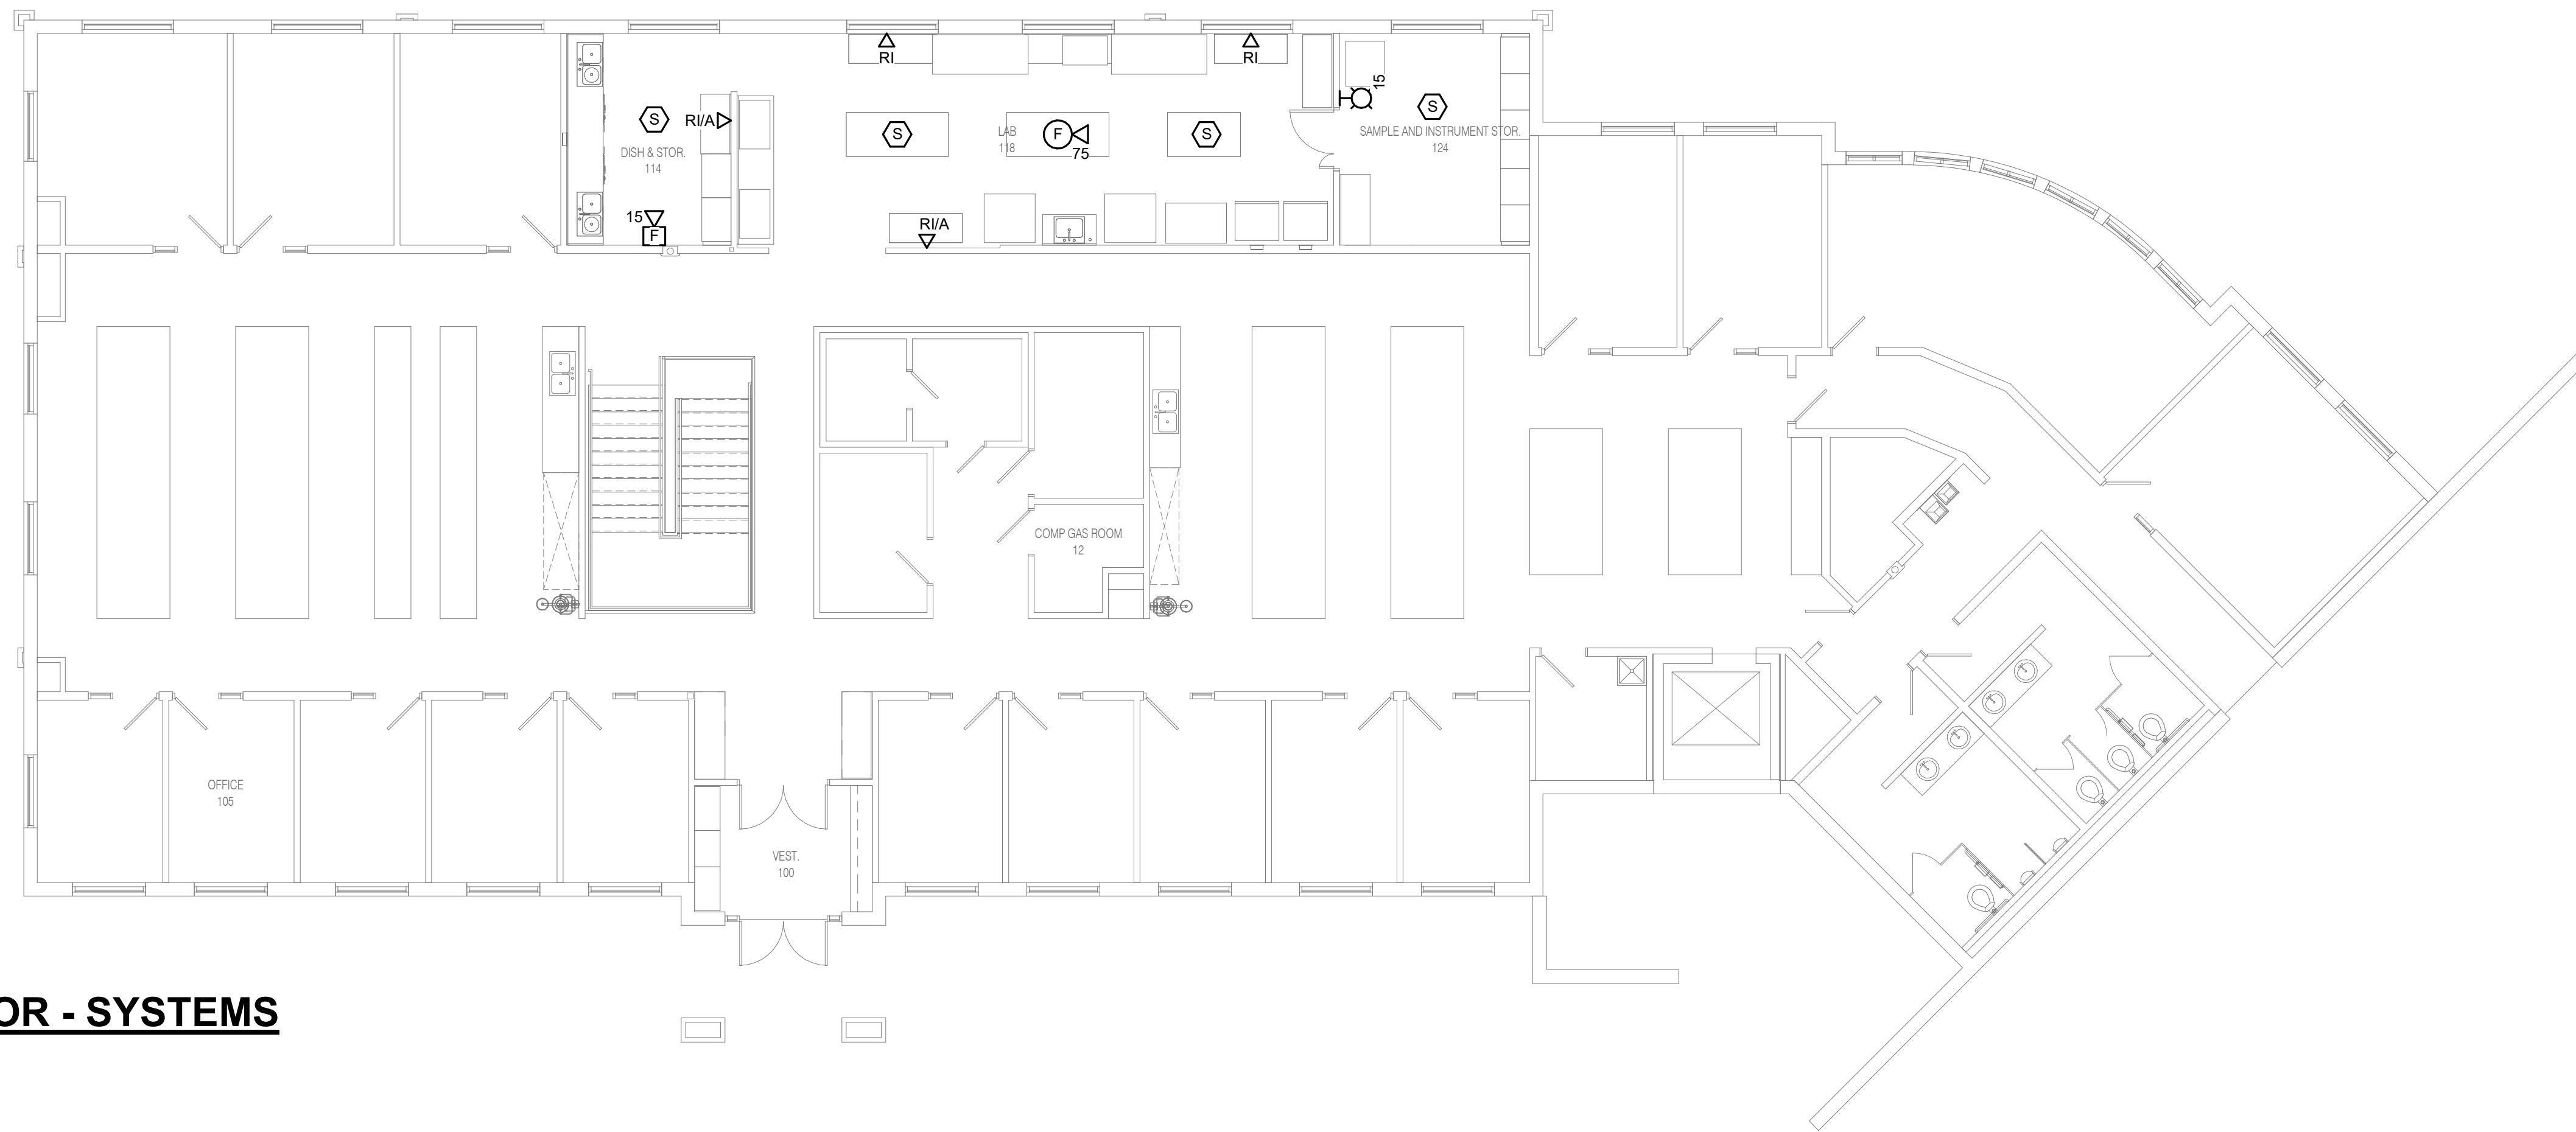 RI
RI
15
S
RI/A
S
LAB
118
F
75
S
S
SAMPLE AND INSTRUMENT STOR.
124
DISH & STOR.
114
15
F
RI/A
COMP GAS ROOM
12
OFFICE
105
VEST.
100
OR - SYSTEMS